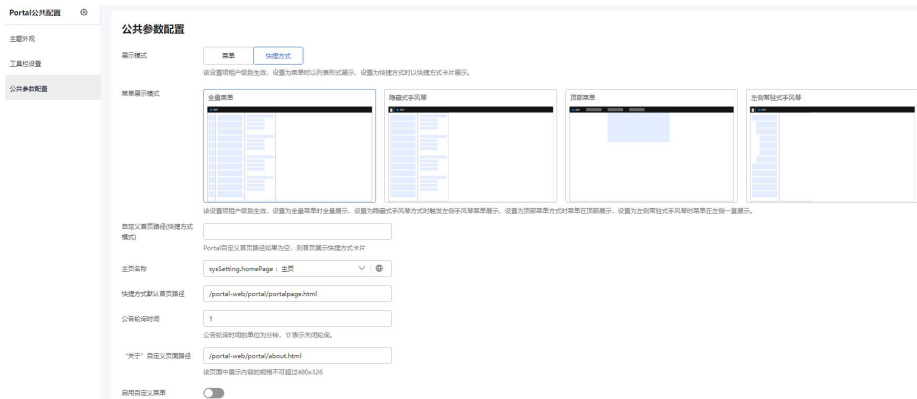 Portal公共配置
主题外观
工具栏设置
公共参数配置
公共参数配置
展示模式
菜单
快捷方式
该设置项租户级别生效，设置为菜单时以列表形式展示，设置为快捷方式时以快捷方式卡片展示。
菜单展示模式
全量菜单
隐藏式手风琴
顶部菜单
左侧常驻式手风琴
该设置项租户级别生效，设置为全量菜单时全量展示，设置为隐藏式手风琴方式时触发左侧手风琴菜单展示，设置为顶部菜单方式时菜单在顶部展示，设置为左侧常驻式手风琴时菜单在左侧一直展示。
自定义首页路径(快捷方式
模式)
Portal自定义首页路径如果为空，则首页展示快捷方式卡片
主页名称
sysSetting.homePage：主页
快捷方式默认首页路径
/portal-web/portal/portalpage.html
公告轮询时间
1
公告轮询时间的单位为分钟，'0'表示关闭轮询。
“关于”自定义页面路径
/portal-web/portal/about.html
该页面中展示内容的规格不可超过480x326
启用自定义菜单